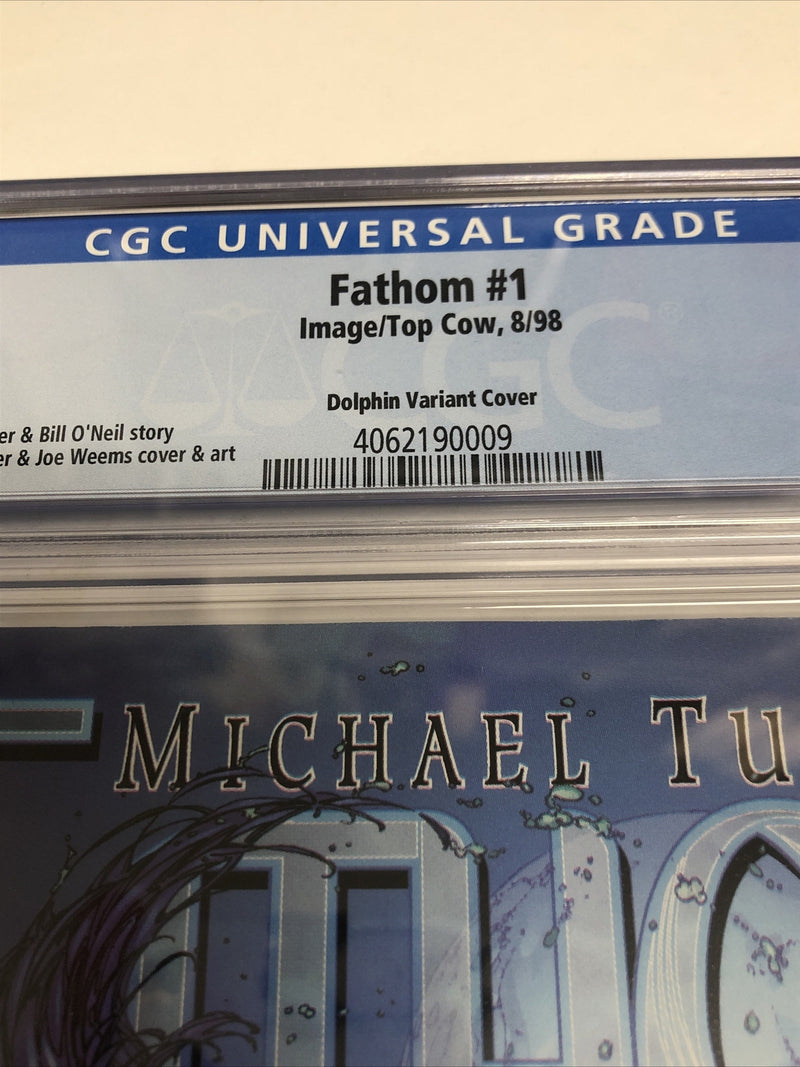 CGC UNIVERSAL GRADE
Fathom #1
Image/Top Cow, 8/98
CGC
Dolphin Variant Cover
er & Bill O'Neil story
er & Joe Weems cover & art
4062190009
MICHAEL TU